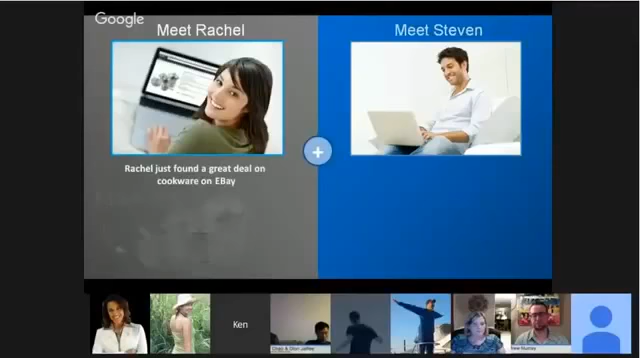 Google
Meet Rachel
Meet Steven
Rachel just found a great deal on
cookware on EBay
Ken